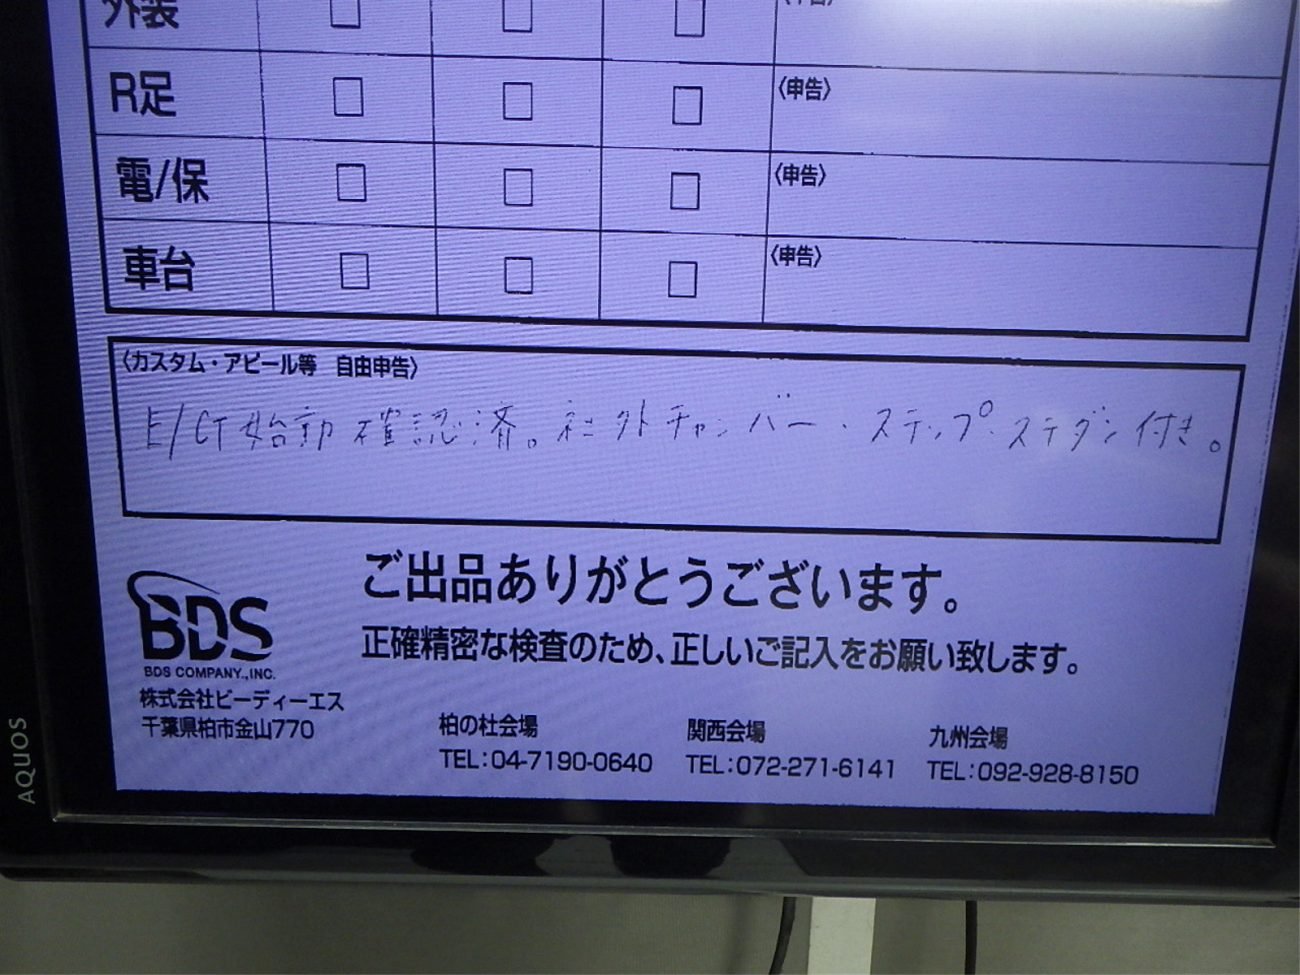 外装 □ □ □
R足 □ □ □ 〈申告〉
電/保 □ □ □ 〈申告〉
車台 □ □ □ 〈申告〉
〈カスタム・アピール等 自由申告〉
E/G始動確認済。社外チャンバー・ステップ・ステダン付き。
ご出品ありがとうございます。
正確精密な検査のため、正しいご記入をお願い致します。
BDS
BDS COMPANY.,INC.
株式会社ビーディーエス
千葉県柏市金山770
柏の杜会場
TEL:04-7190-0640
関西会場
TEL:072-271-6141
九州会場
TEL:092-928-8150
AQUOS